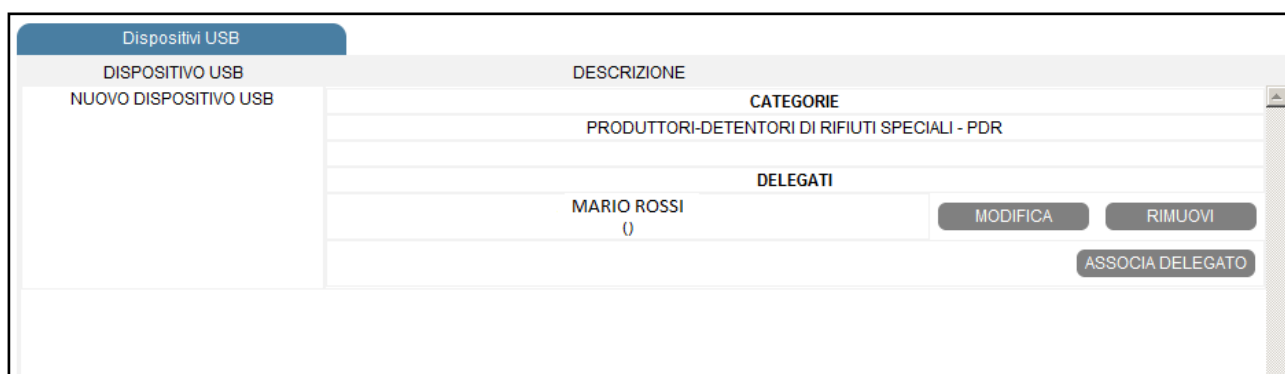 Dispositivi USB
DISPOSITIVO USB DESCRIZIONE
NUOVO DISPOSITIVO USB
CATEGORIE
PRODUTTORI-DETENTORI DI RIFIUTI SPECIALI - PDR
DELEGATI
MARIO ROSSI
()
MODIFICA RIMUOVI
ASSOCIA DELEGATO